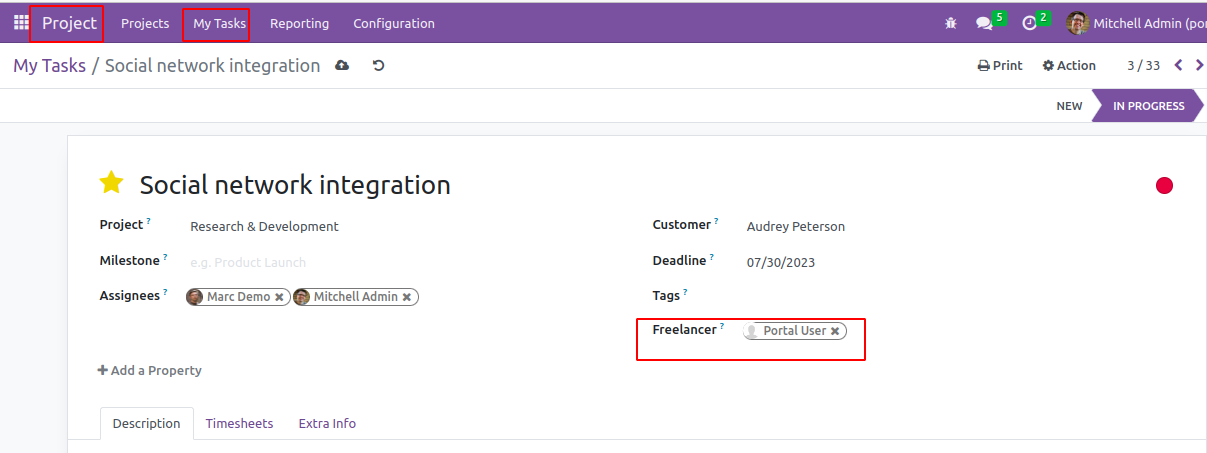 Project Projects My Tasks Reporting Configuration 5 2 Mitchell Admin (por
My Tasks / Social network integration Print Action 3 / 33
NEW IN PROGRESS
Social network integration
Project ? Research & Development Customer ? Audrey Peterson
Milestone ? e.g. Product Launch Deadline ? 07/30/2023
Assignees ? Marc Demo Mitchell Admin Tags ?
Freelancer ? Portal User
Add a Property
Description Timesheets Extra Info